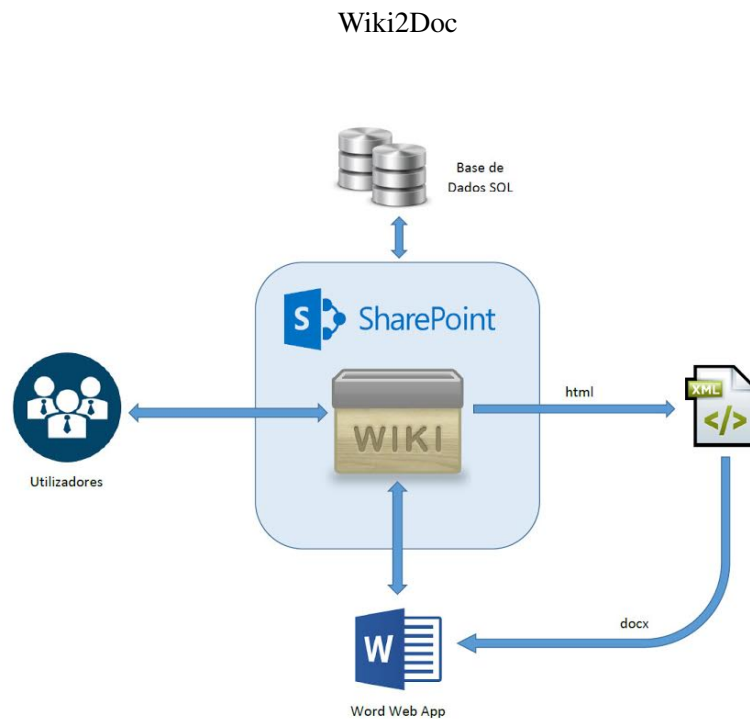 Wiki2Doc
Base de
Dados SQL
S
SharePoint
WIKI
html
XML
</>
Utilizadores
docx
W
Word Web App